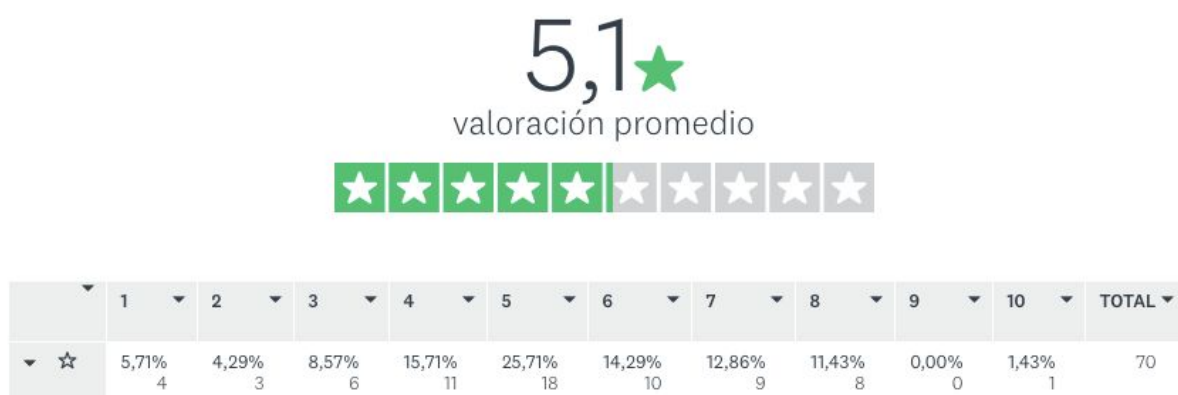 5,1
valoración promedio
1 2 3 4 5 6 7 8 9 10 TOTAL
5,71% 4,29% 8,57% 15,71% 25,71% 14,29% 12,86% 11,43% 0,00% 1,43% 70
4 3 6 11 18 10 9 8 0 1